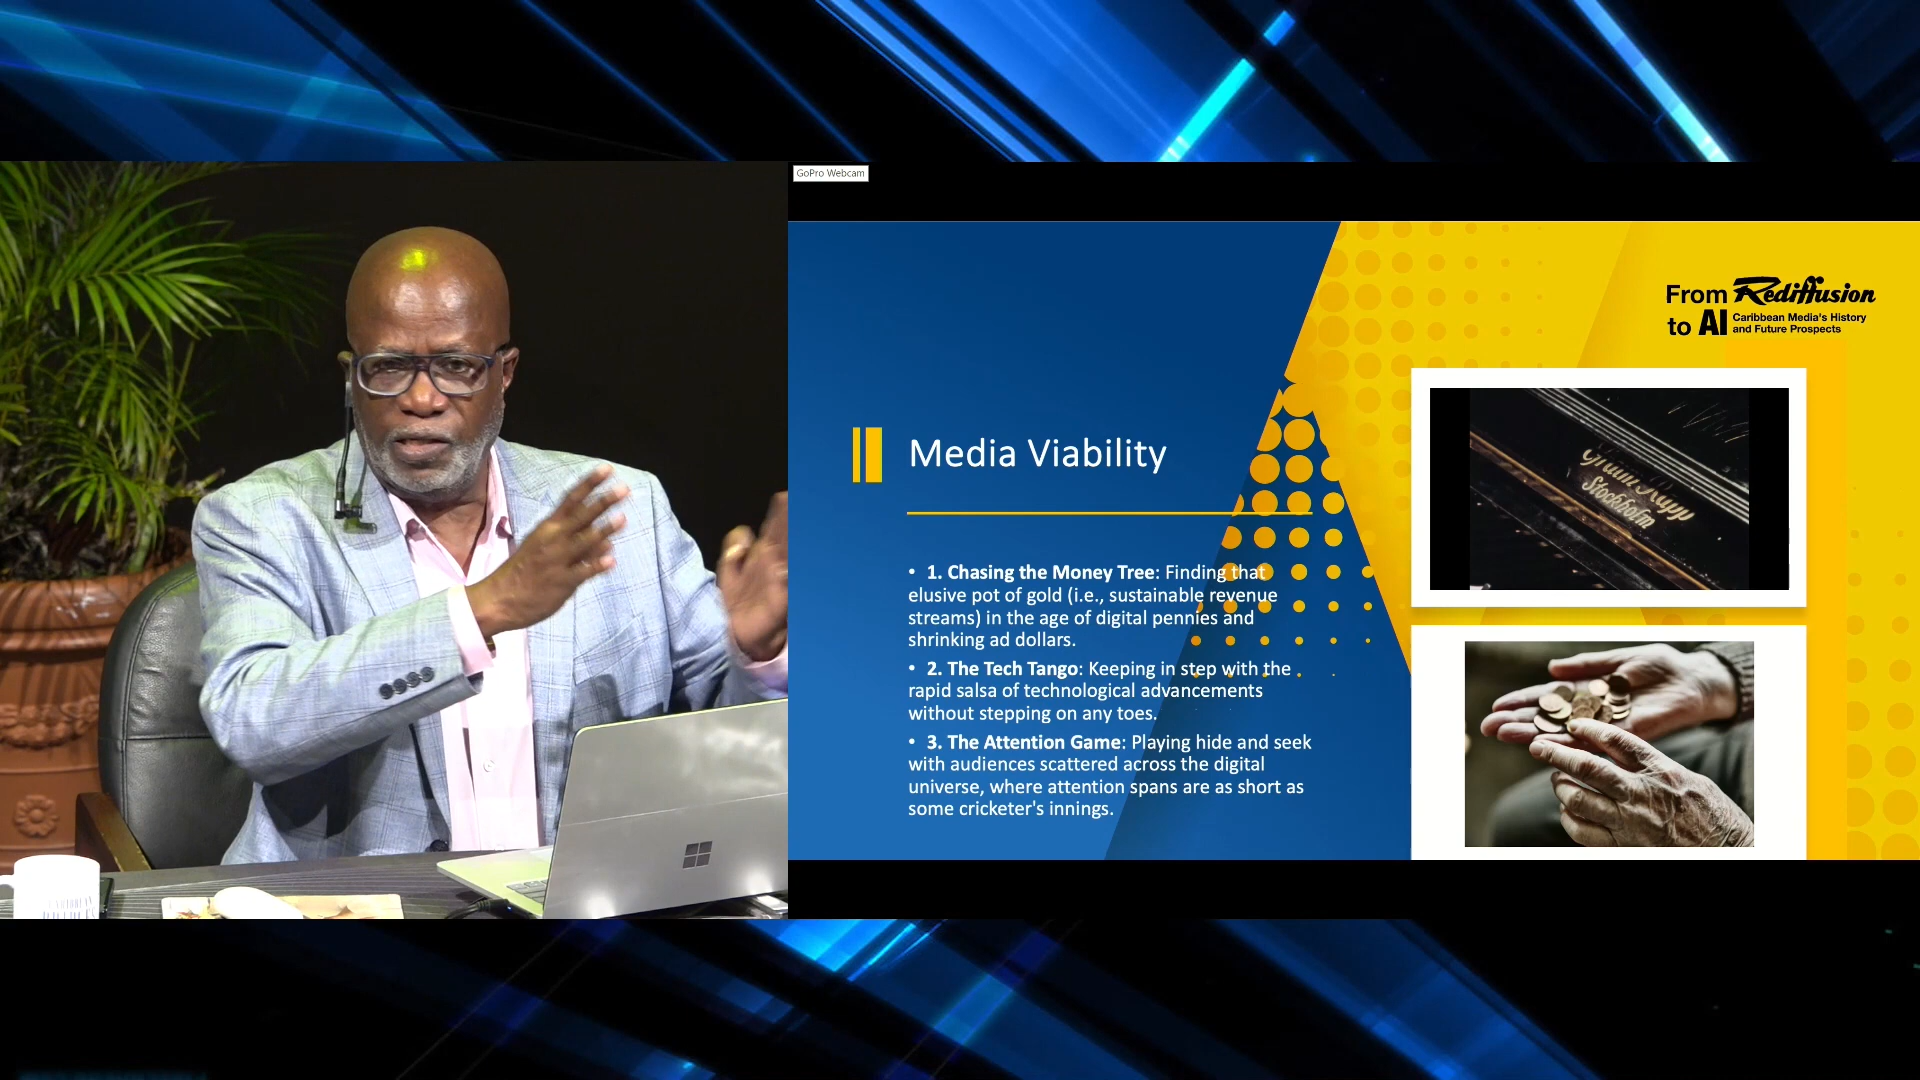 GoPro Webcam
From Rediffusion
to AI Caribbean Media's History
and Future Prospects
Media Viability
Stockholm
• 1. Chasing the Money Tree: Finding that
elusive pot of gold (i.e., sustainable revenue
streams) in the age of digital pennies and
shrinking ad dollars.
• 2. The Tech Tango: Keeping in step with the
rapid salsa of technological advancements
without stepping on any toes.
• 3. The Attention Game: Playing hide and seek
with audiences scattered across the digital
universe, where attention spans are as short as
some cricketer's innings.